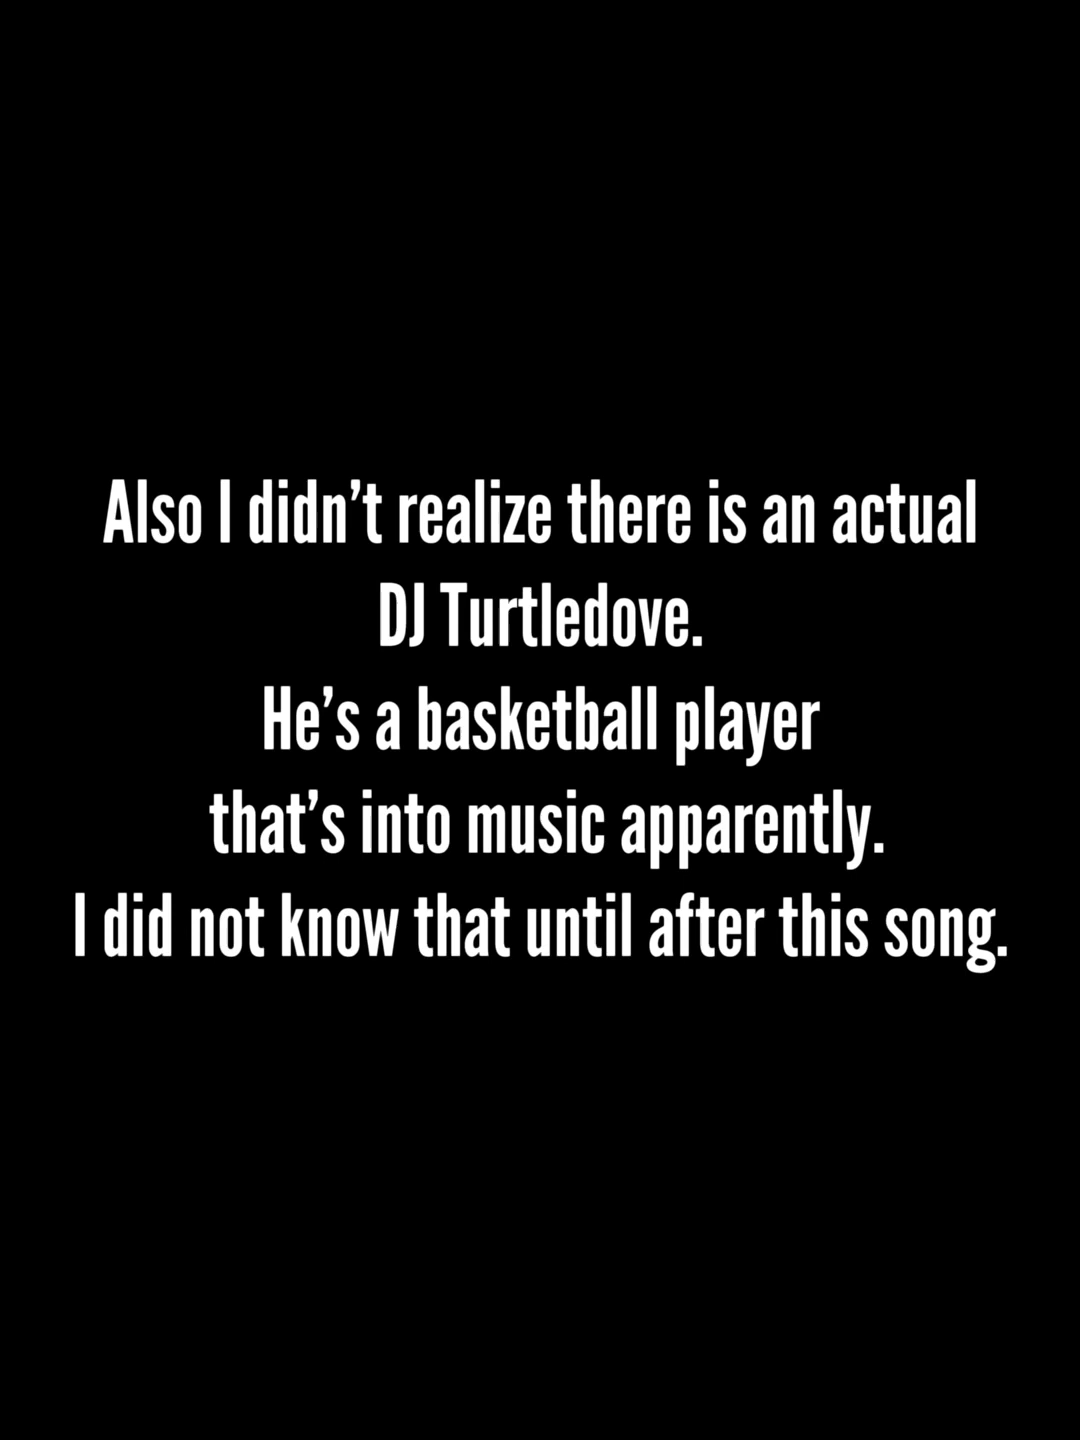 Also I didn’t realize there is an actual
DJ Turtledove.
He’s a basketball player
that’s into music apparently.
I did not know that until after this song.